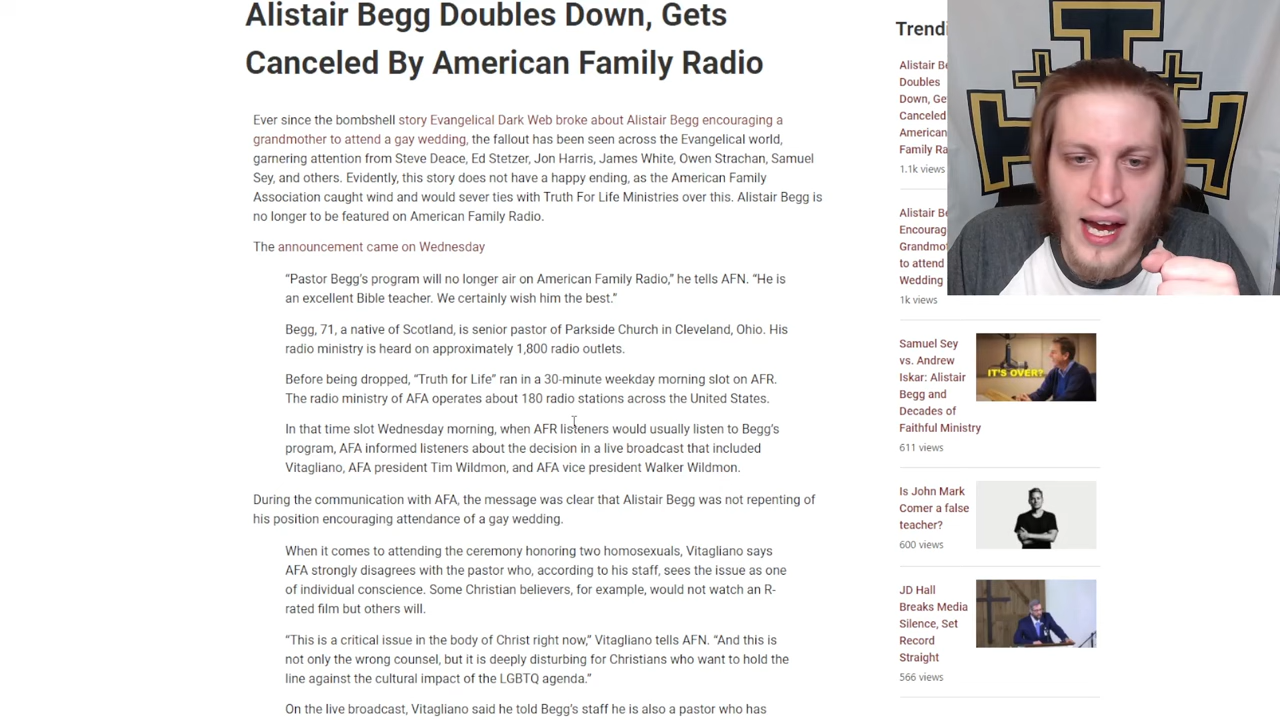 Alistair Begg Doubles Down, Gets
Canceled By American Family Radio
Ever since the bombshell story Evangelical Dark Web broke about Alistair Begg encouraging a
grandmother to attend a gay wedding, the fallout has been seen across the Evangelical world,
garnering attention from Steve Deace, Ed Stetzer, Jon Harris, James White, Owen Strachan, Samuel
Sey, and others. Evidently, this story does not have a happy ending, as the American Family
Association caught wind and would sever ties with Truth For Life Ministries over this. Alistair Begg is
no longer to be featured on American Family Radio.
The announcement came on Wednesday
“Pastor Begg’s program will no longer air on American Family Radio,” he tells AFN. “He is
an excellent Bible teacher. We certainly wish him the best.”
Begg, 71, a native of Scotland, is senior pastor of Parkside Church in Cleveland, Ohio. His
radio ministry is heard on approximately 1,800 radio outlets.
Before being dropped, “Truth for Life” ran in a 30-minute weekday morning slot on AFR.
The radio ministry of AFA operates about 180 radio stations across the United States.
In that time slot Wednesday morning, when AFR listeners would usually listen to Begg’s
program, AFA informed listeners about the decision in a live broadcast that included
Vitagliano, AFA president Tim Wildmon, and AFA vice president Walker Wildmon.
During the communication with AFA, the message was clear that Alistair Begg was not repenting of
his position encouraging attendance of a gay wedding.
When it comes to attending the ceremony honoring two homosexuals, Vitagliano says
AFA strongly disagrees with the pastor who, according to his staff, sees the issue as one
of individual conscience. Some Christian believers, for example, would not watch an R-
rated film but others will.
“This is a critical issue in the body of Christ right now,” Vitagliano tells AFN. “And this is
not only the wrong counsel, but it is deeply disturbing for Christians who want to hold the
line against the cultural impact of the LGBTQ agenda.”
On the live broadcast, Vitagliano said he told Begg’s staff he is also a pastor who has
Trendi
Alistair Be
Doubles
Down, Ge
Canceled
American
Family Ra
1.1k views
Alistair Be
Encourag
Grandmo
to attend
Wedding
1k views
Samuel Sey
vs. Andrew
Iskar: Alistair
Begg and
Decades of
Faithful Ministry
IT'S OVER?
611 views
Is John Mark
Comer a false
teacher?
600 views
JD Hall
Breaks Media
Silence, Set
Record
Straight
566 views